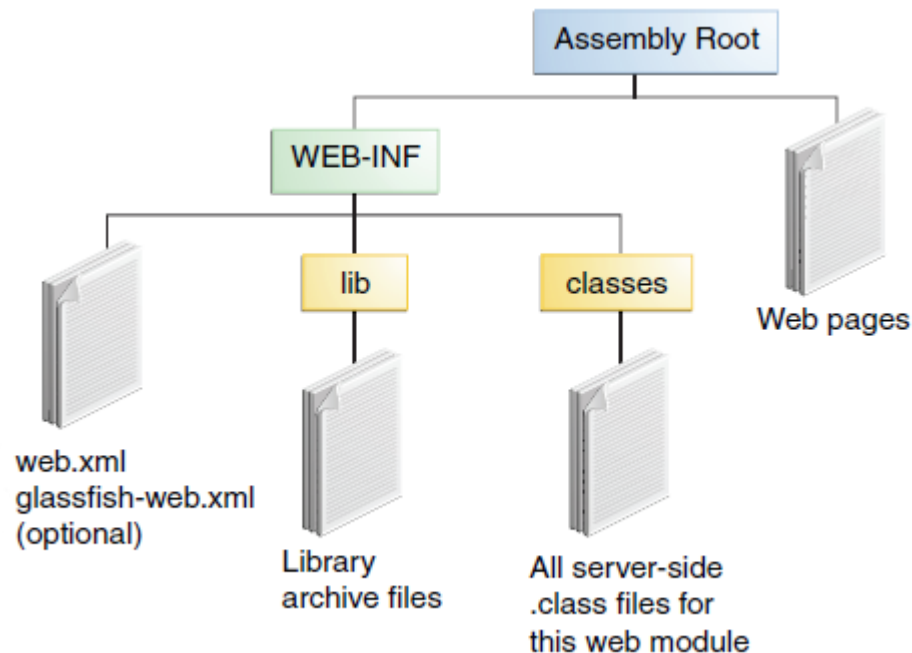 Assembly Root
WEB-INF
lib
classes
Web pages
web.xml
glassfish-web.xml
(optional)
Library
archive files
All server-side
.class files for
this web module